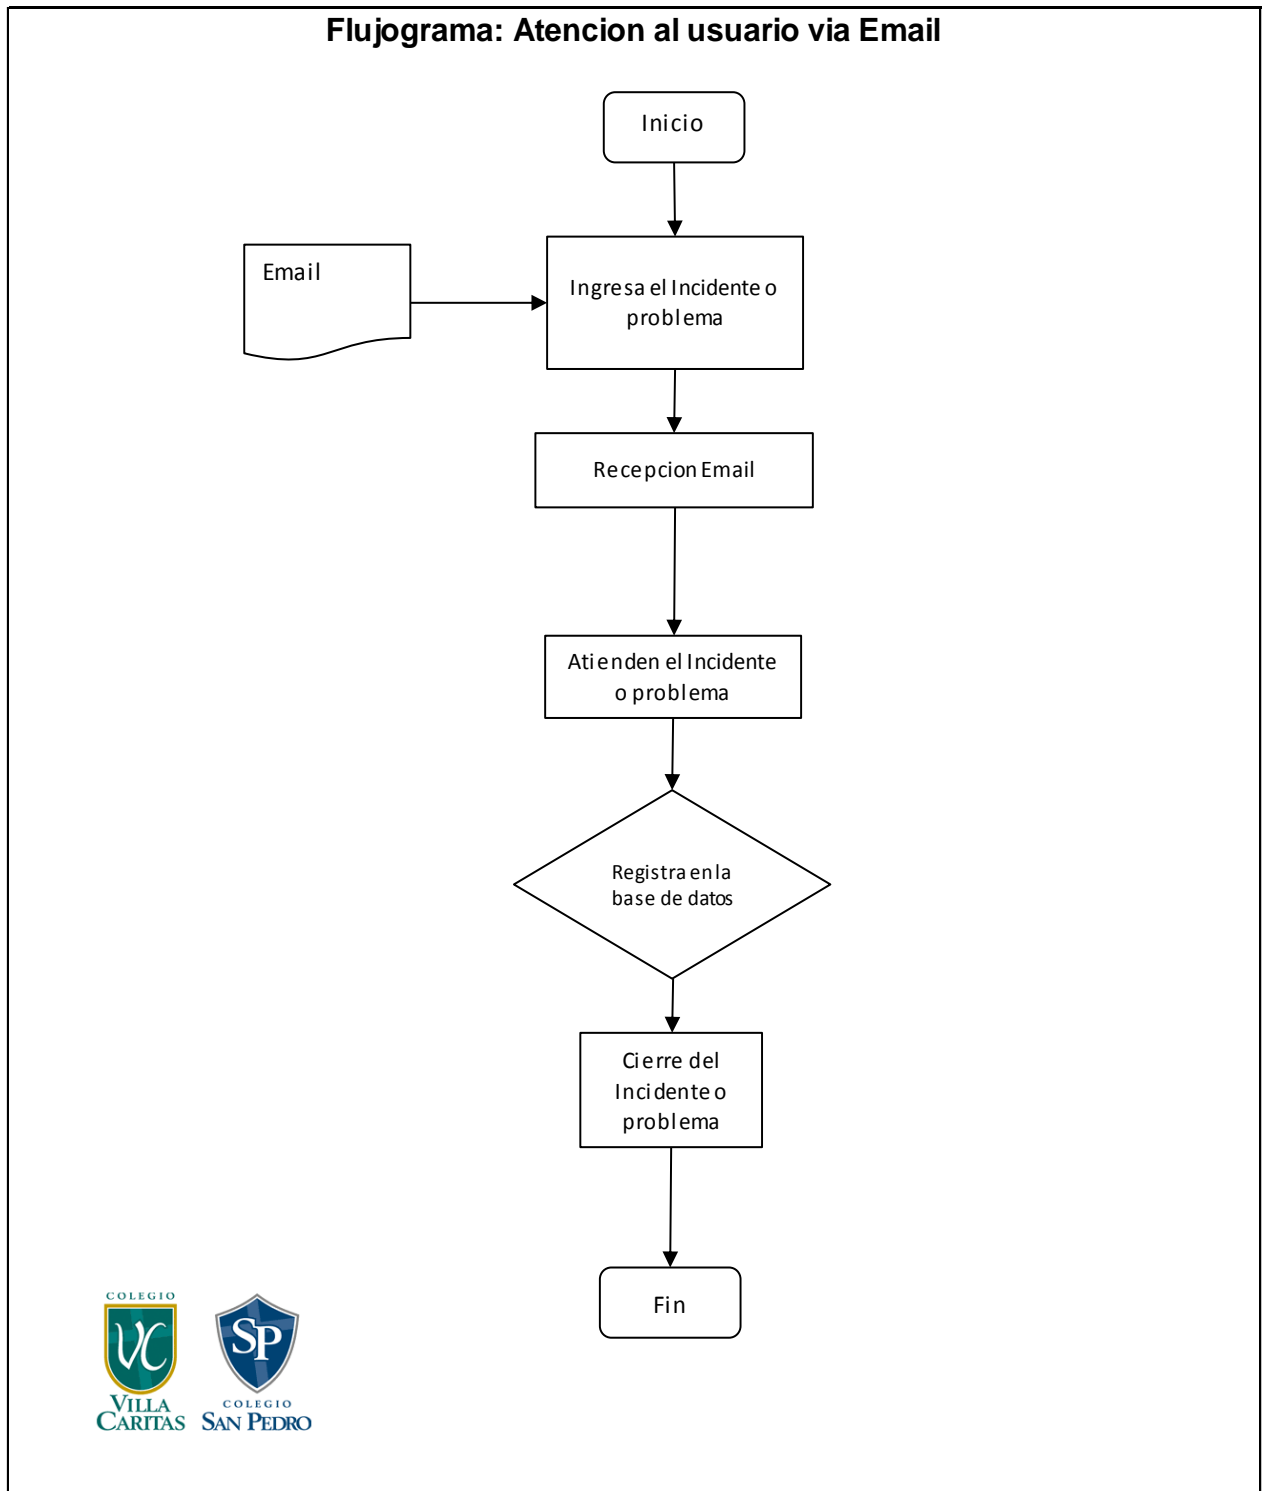 Flujograma: Atencion al usuario via Email
Inicio
Email
Ingresa el Incidente o
problema
Recepcion Email
Atienden el Incidente
o problema
Registra en la
base de datos
Cierre del
Incidente o
problema
Fin
COLEGIO
VC
VILLA
CARITAS
SP
COLEGIO
SAN PEDRO